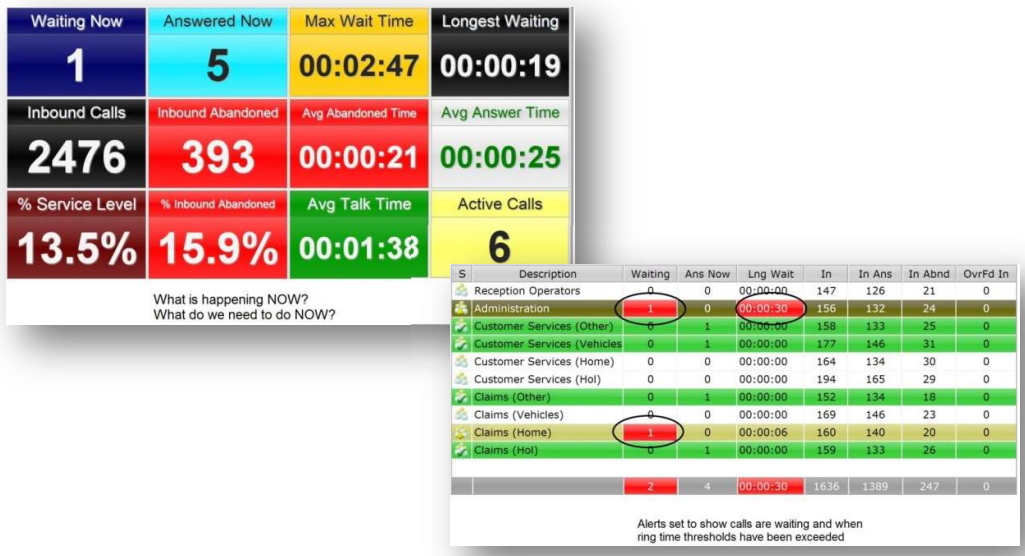 Waiting Now Answered Now Max Wait Time Longest Waiting
1 5 00:02:47 00:00:19
Inbound Calls Inbound Abandoned Avg Abandoned Time Avg Answer Time
2476 393 00:00:21 00:00:25
% Service Level % Inbound Abandoned Avg Talk Time Active Calls
13.5% 15.9% 00:01:38 6
What is happening NOW?
What do we need to do NOW?
S Description Waiting Ans Now Lng Wait In In Ans In Abnd OvrFd In
Reception Operators 0 0 00:00:00 147 126 21 0
Administration 1 0 00:00:30 156 132 24 0
Customer Services (Other) 0 1 00:00:00 158 133 25 0
Customer Services (Vehicles 0 1 00:00:00 177 146 31 0
Customer Services (Home) 0 0 00:00:00 164 134 30 0
Customer Services (Hol) 0 0 00:00:00 194 165 29 0
Claims (Other) 0 1 00:00:00 152 134 18 0
Claims (Vehicles) 0 0 00:00:00 169 146 23 0
Claims (Home) 1 0 00:00:06 160 140 20 0
Claims (Hol) 0 1 00:00:00 159 133 26 0
2 4 00:00:30 1636 1389 247 0
Alerts set to show calls are waiting and when
ring time thresholds have been exceeded